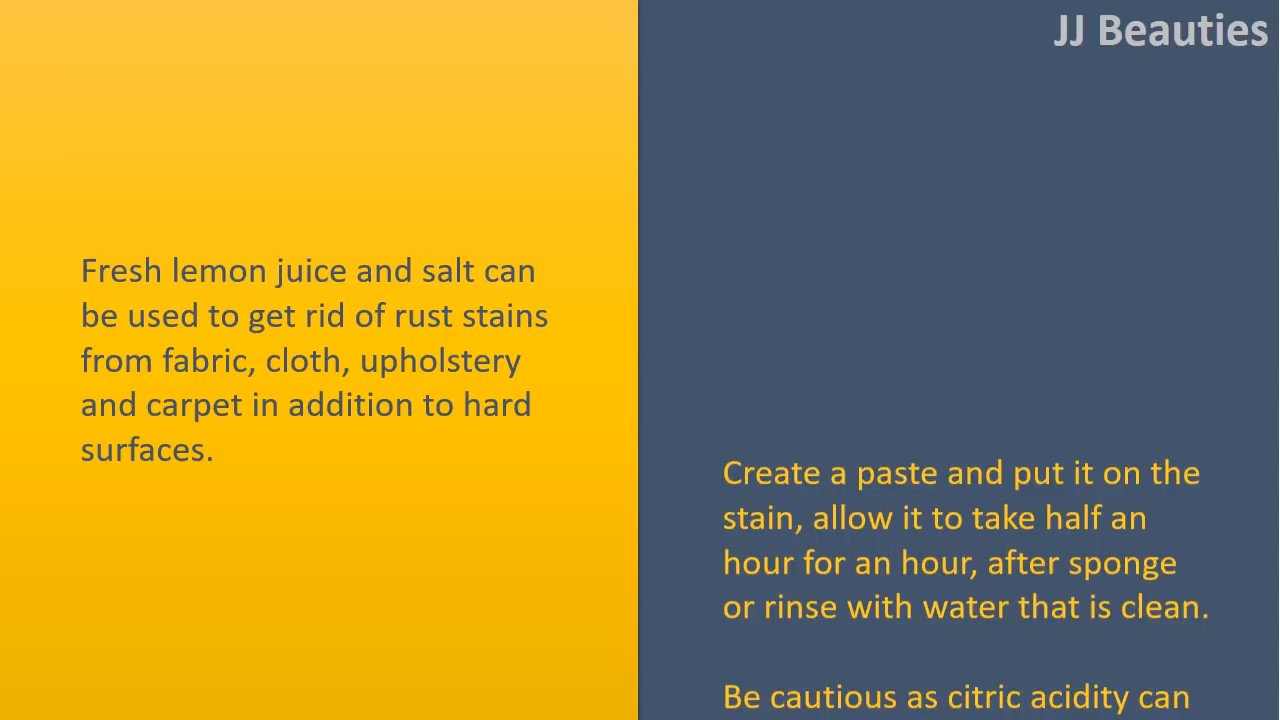 JJ Beauties
Fresh lemon juice and salt can
be used to get rid of rust stains
from fabric, cloth, upholstery
and carpet in addition to hard
surfaces.
Create a paste and put it on the
stain, allow it to take half an
hour for an hour, after sponge
or rinse with water that is clean.
Be cautious as citric acidity can